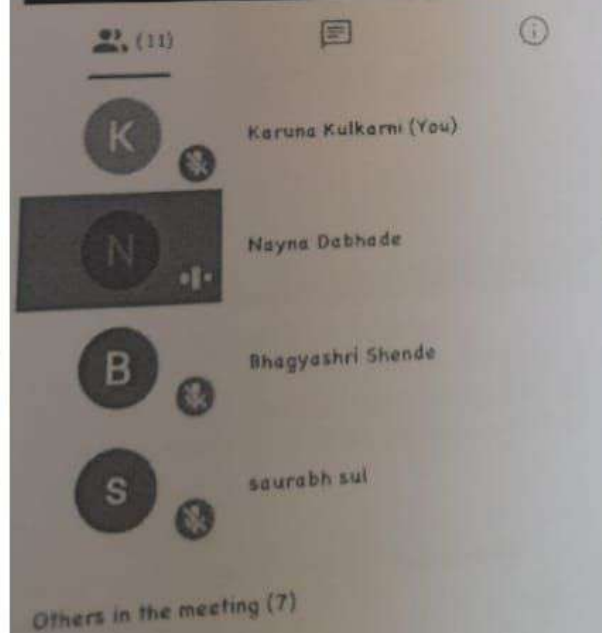 (11)
K
Karuna Kulkarni (You)
N
Nayna Dabhade
B
Bhagyashri Shende
S
saurabh sul
Others in the meeting (7)